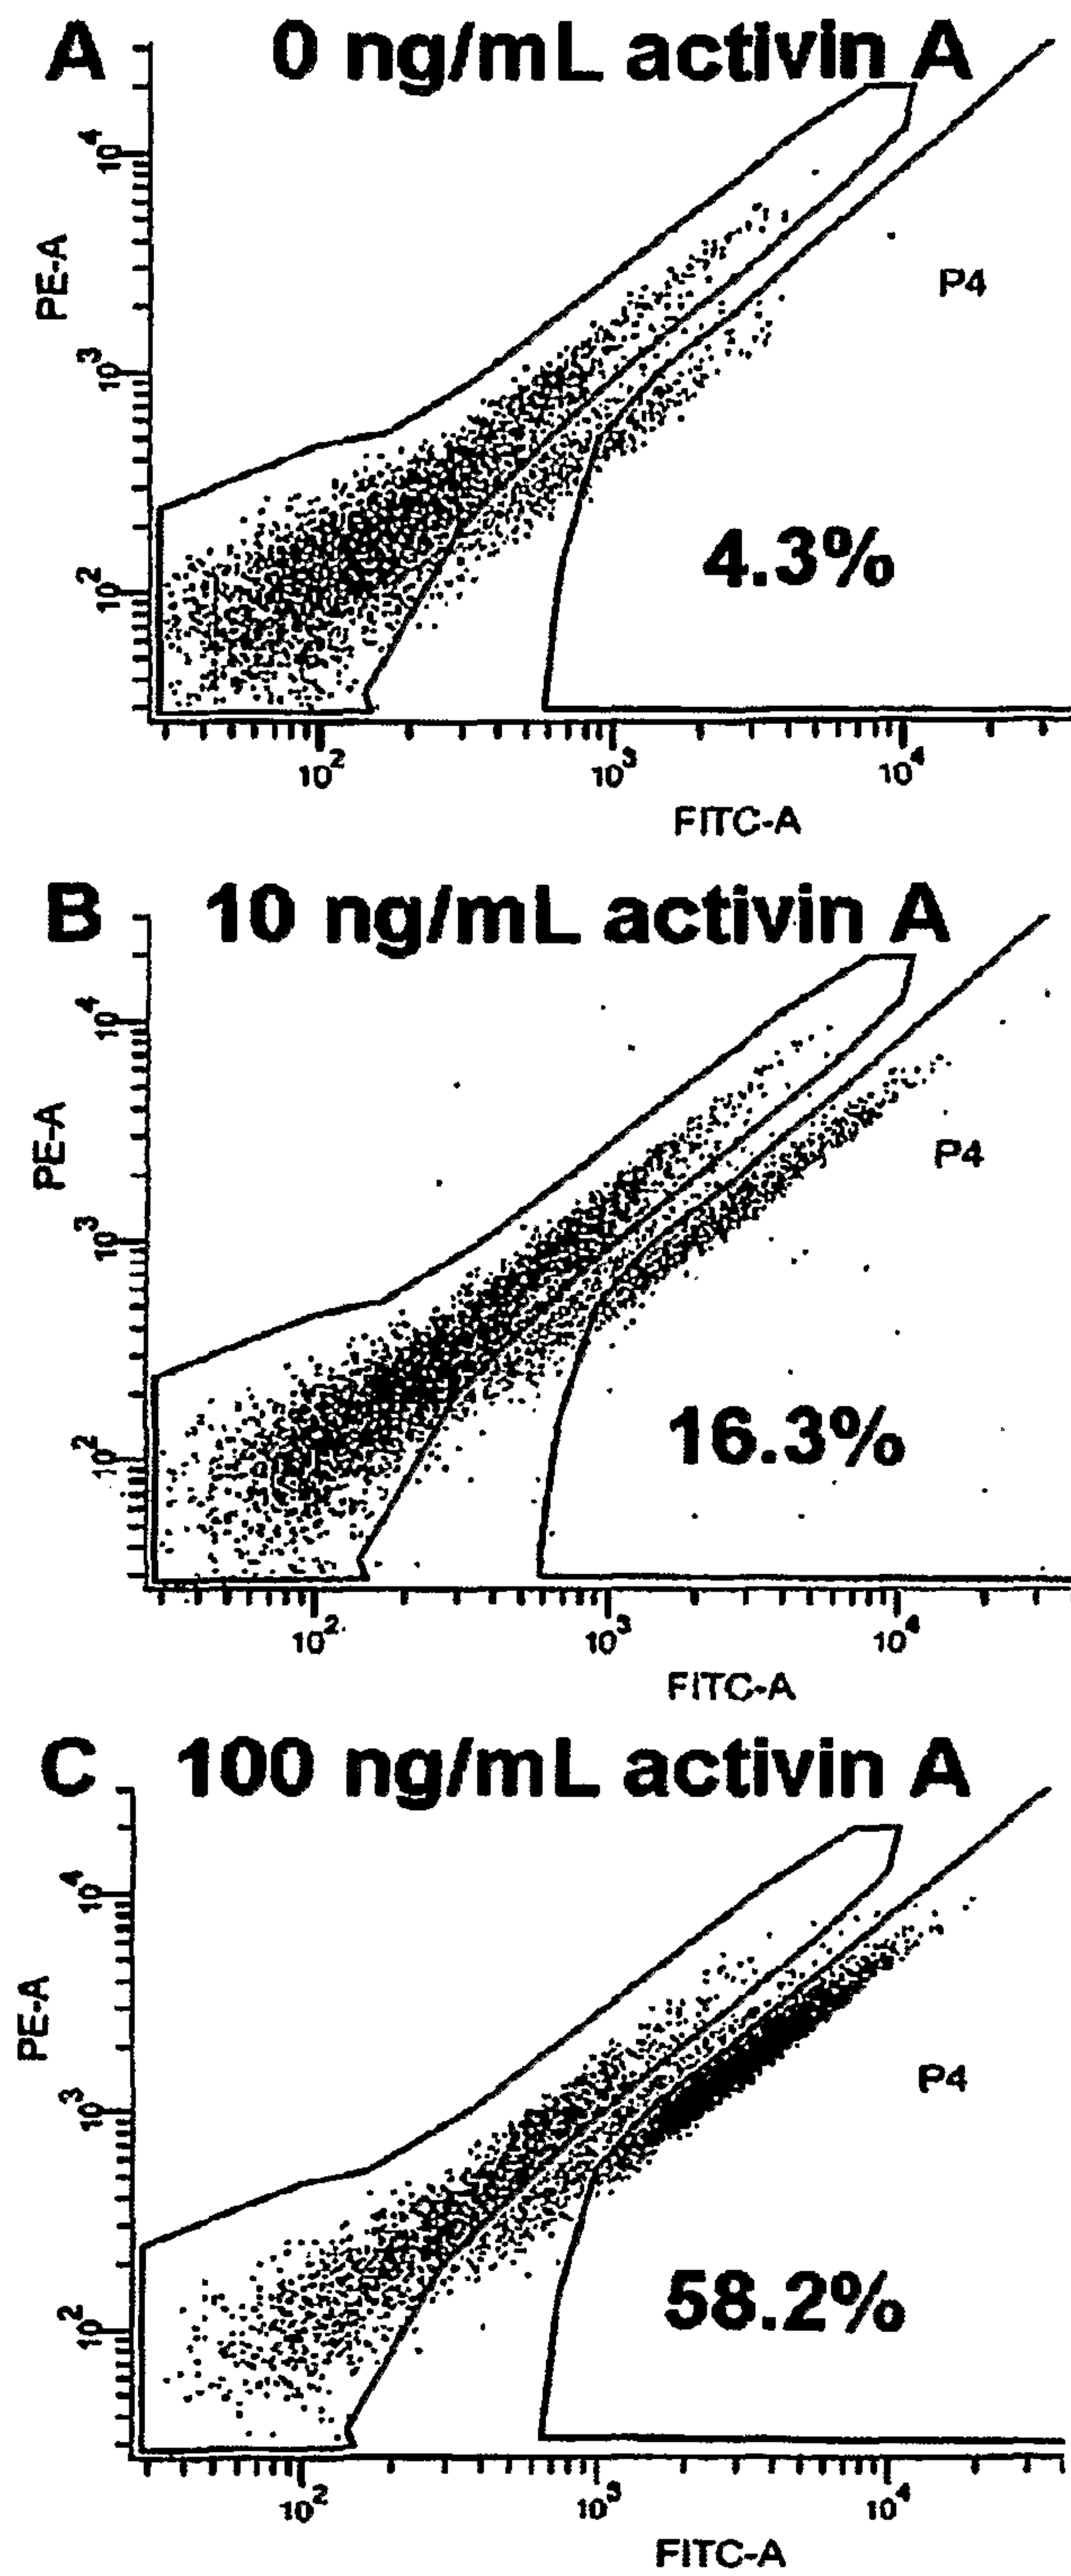 A 0 ng/mL activin A
10⁴
PE-A
P4
10³
4.3%
10²
10² 10³ 10⁴
FITC-A
B 10 ng/mL activin A
10⁴
PE-A
P4
10³
16.3%
10²
10² 10³ 10⁴
FITC-A
C 100 ng/mL activin A
10⁴
PE-A
P4
10³
58.2%
10²
10² 10³ 10⁴
FITC-A